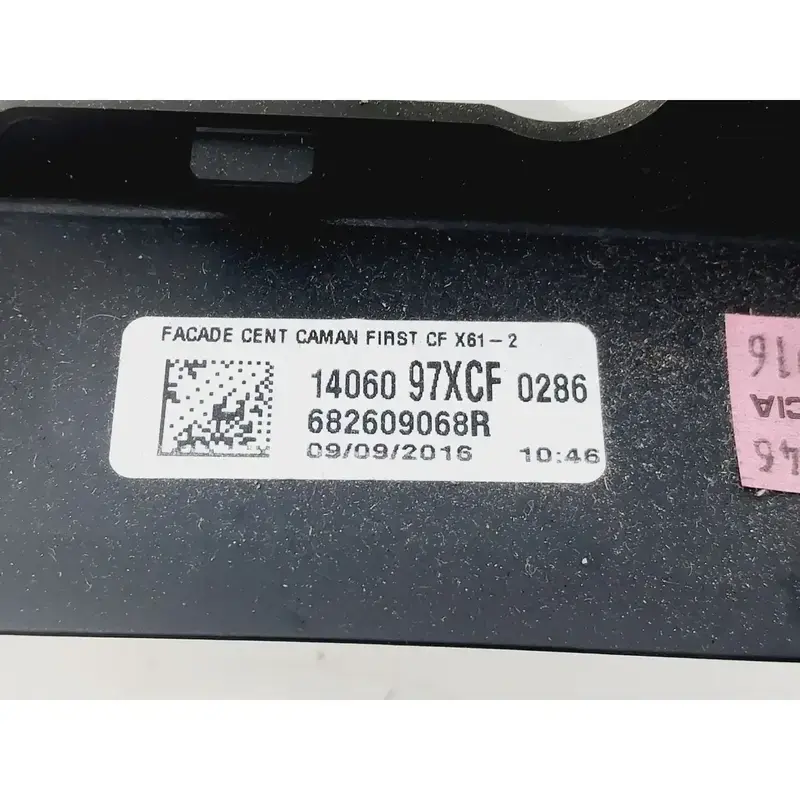 FACADE CENT CAMAN FIRST CF X61-2
14060 97XCF 0286
682609068R
09/09/2016 10:46